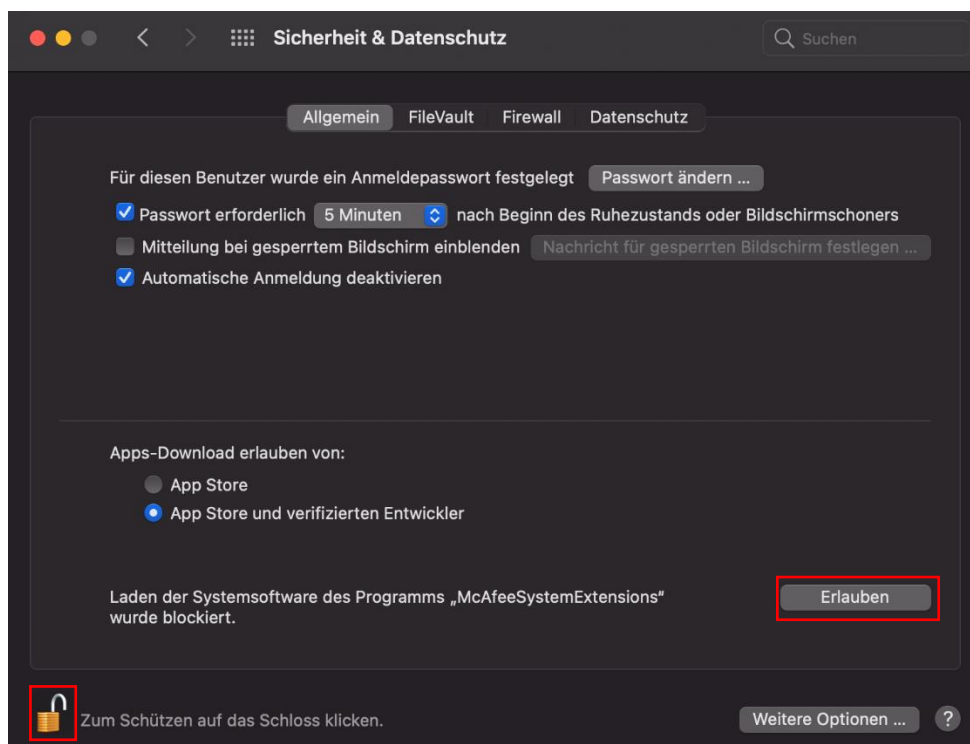 Sicherheit & Datenschutz
Suchen
Allgemein FileVault Firewall Datenschutz
Für diesen Benutzer wurde ein Anmeldepasswort festgelegt Passwort ändern ...
Passwort erforderlich 5 Minuten nach Beginn des Ruhezustands oder Bildschirmschoners
Mitteilung bei gesperrtem Bildschirm einblenden Nachricht für gesperrten Bildschirm festlegen ...
Automatische Anmeldung deaktivieren
Apps-Download erlauben von:
App Store
App Store und verifizierten Entwickler
Laden der Systemsoftware des Programms „McAfeeSystemExtensions“ Erlauben
wurde blockiert.
Zum Schützen auf das Schloss klicken. Weitere Optionen ... ?